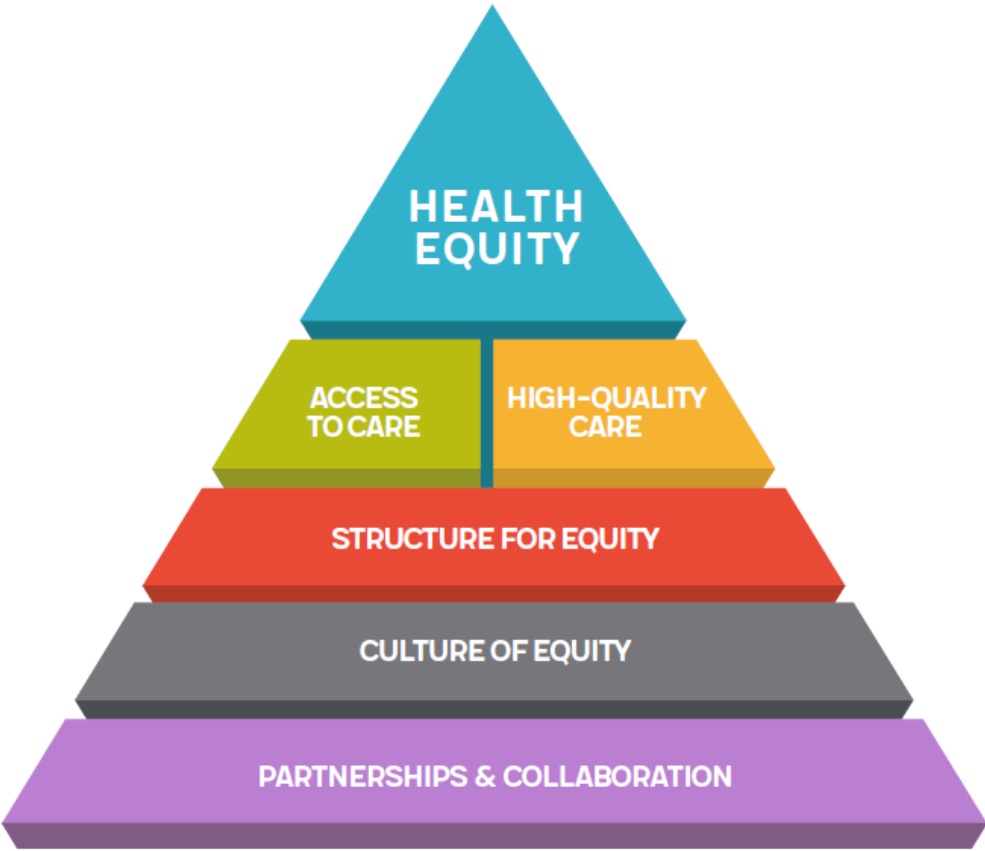 HEALTH
EQUITY
ACCESS
TO CARE
HIGH-QUALITY
CARE
STRUCTURE FOR EQUITY
CULTURE OF EQUITY
PARTNERSHIPS & COLLABORATION